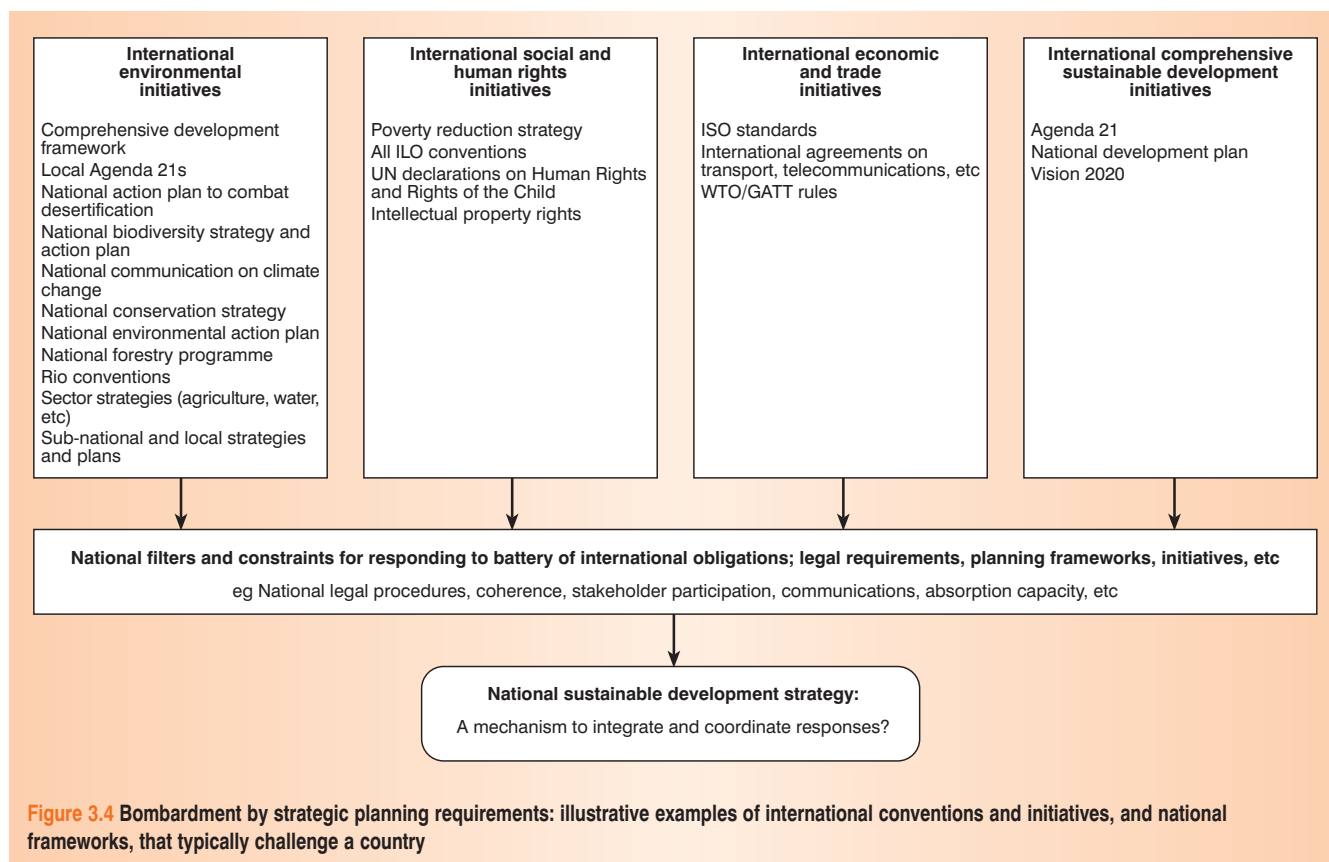 International
environmental
initiatives
Comprehensive development
framework
Local Agenda 21s
National action plan to combat
desertification
National biodiversity strategy and
action plan
National communication on climate
change
National conservation strategy
National environmental action plan
National forestry programme
Rio conventions
Sector strategies (agriculture, water,
etc)
Sub-national and local strategies
and plans
International social and
human rights
initiatives
Poverty reduction strategy
All ILO conventions
UN declarations on Human Rights
and Rights of the Child
Intellectual property rights
International economic
and trade
initiatives
ISO standards
International agreements on
transport, telecommunications, etc
WTO/GATT rules
International comprehensive
sustainable development
initiatives
Agenda 21
National development plan
Vision 2020
National filters and constraints for responding to battery of international obligations; legal requirements, planning frameworks, initiatives, etc
eg National legal procedures, coherence, stakeholder participation, communications, absorption capacity, etc
National sustainable development strategy:
A mechanism to integrate and coordinate responses?
Figure 3.4 Bombardment by strategic planning requirements: illustrative examples of international conventions and initiatives, and national
frameworks, that typically challenge a country